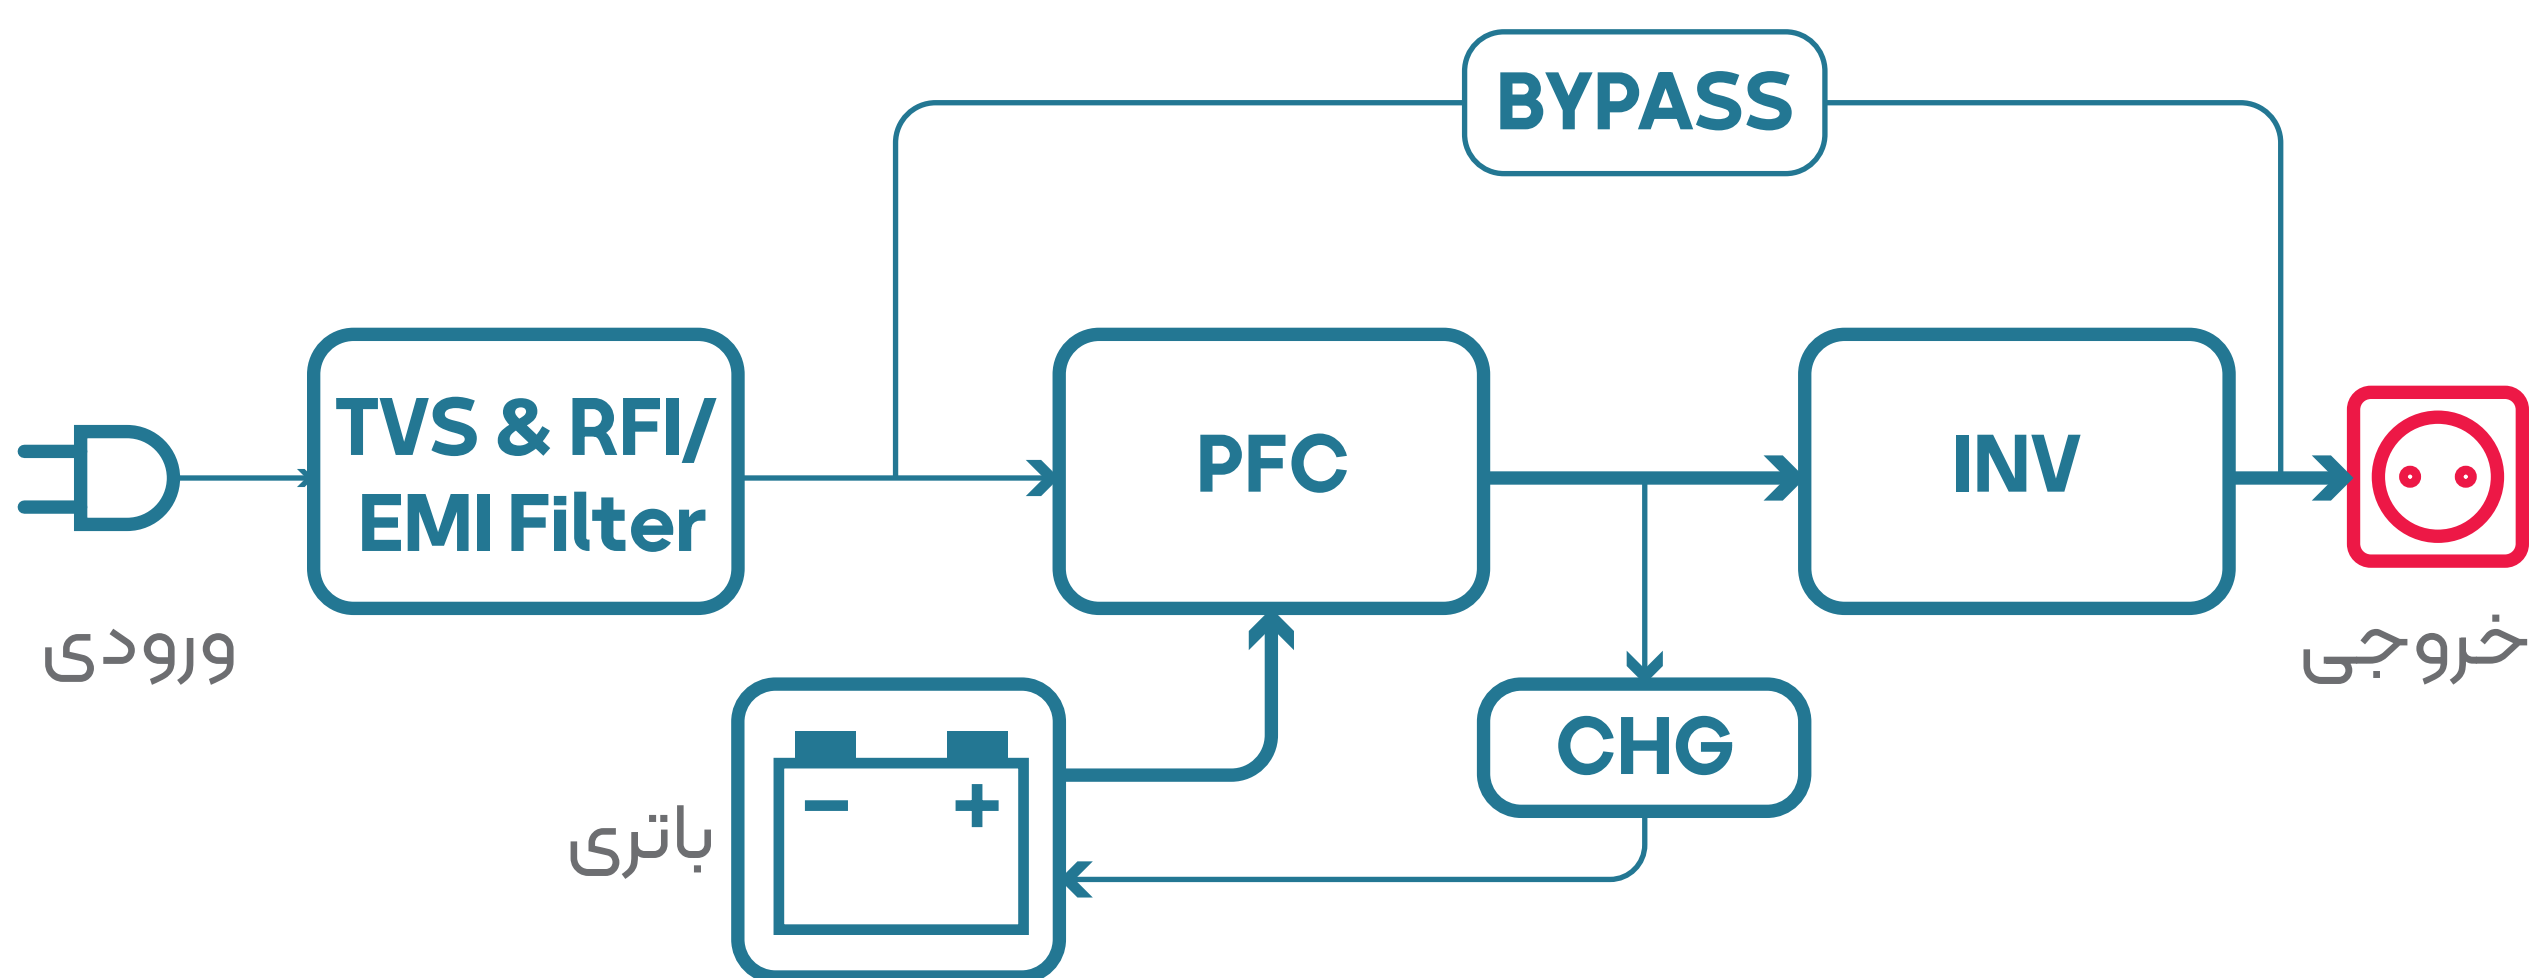 BYPASS
TVS & RFI/
EMI Filter
PFC
INV
ورودی
خروجی
CHG
باتری